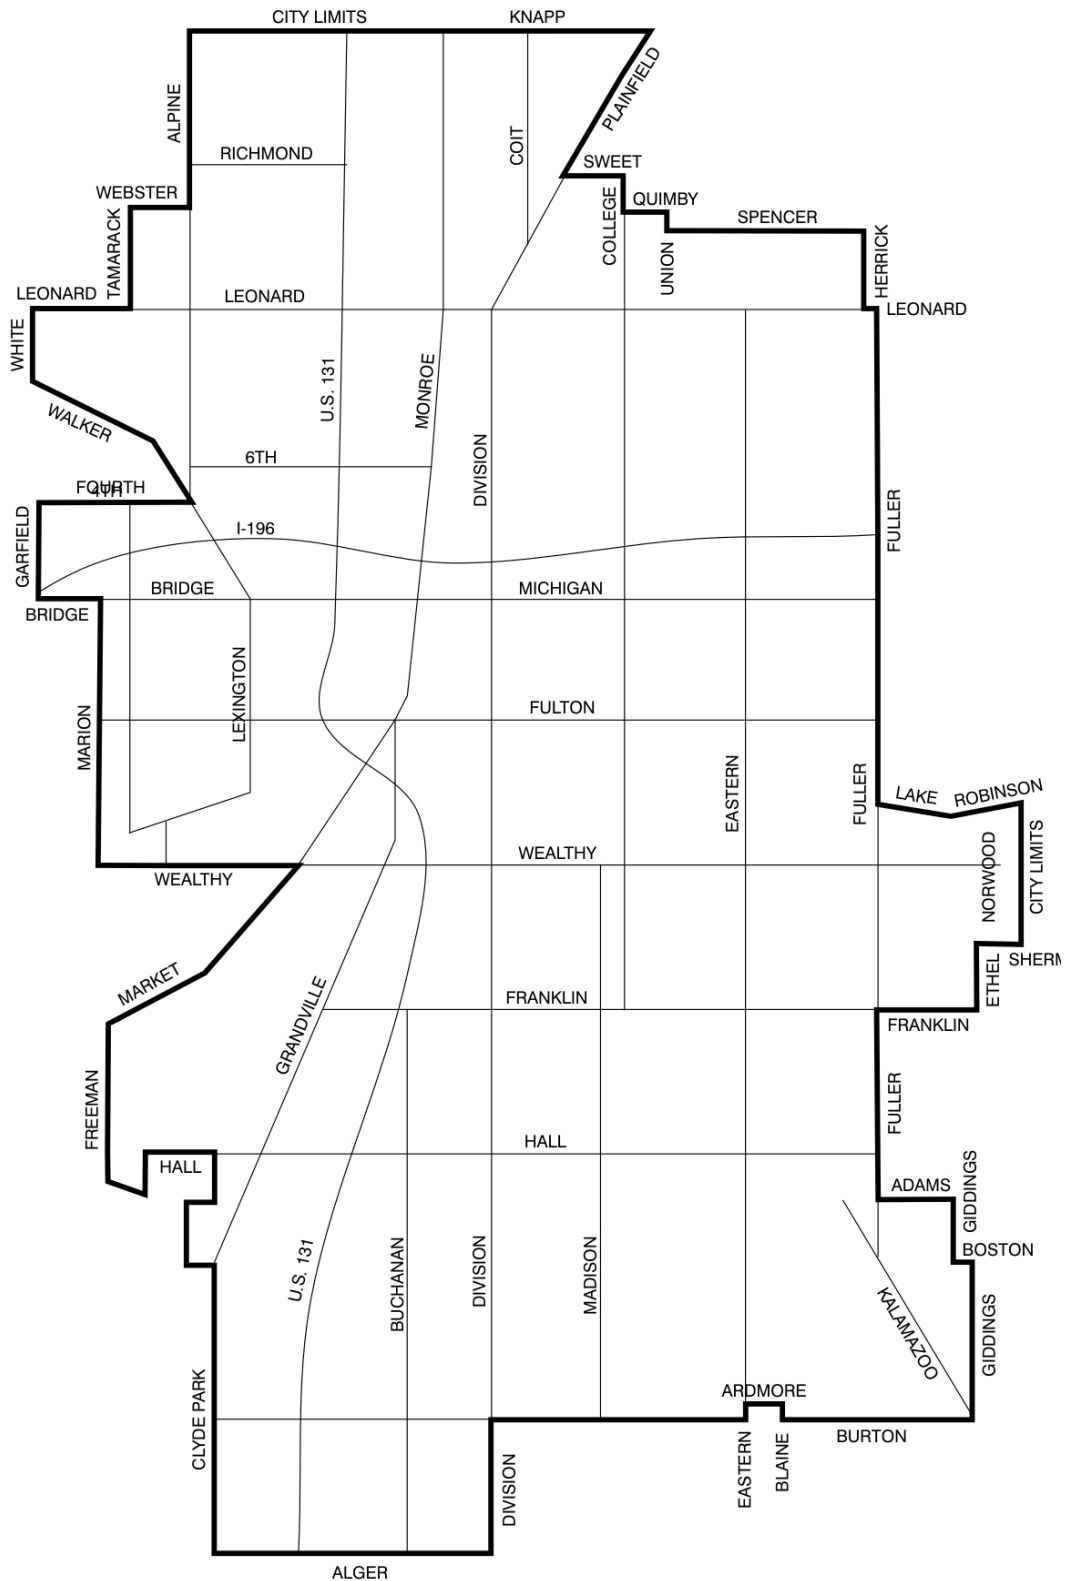 CITY LIMITS
KNAPP
PLAINFIELD
ALPINE
COIT
RICHMOND
SWEET
WEBSTER
COLLEGE
QUIMBY
TAMARACK
SPENCER
UNION
HERRICK
LEONARD
LEONARD
LEONARD
WHITE
U.S. 131
MONROE
WALKER
6TH
DIVISION
FOURTH
4TH
FULLER
GARFIELD
I-196
BRIDGE
MICHIGAN
BRIDGE
LEXINGTON
MARION
FULTON
EASTERN
FULLER
LAKE
ROBINSON
CITY LIMITS
NORWOOD
WEALTHY
WEALTHY
MARKET
GRANDVILLE
ETHEL
SHERM
FRANKLIN
FRANKLIN
FREEMAN
FULLER
HALL
HALL
ADAMS
GIDDINGS
BOSTON
U.S. 131
BUCHANAN
DIVISION
MADISON
KALAMAZOO
GIDDINGS
CLYDE PARK
ARDMORE
BURTON
DIVISION
EASTERN
BLAINE
ALGER